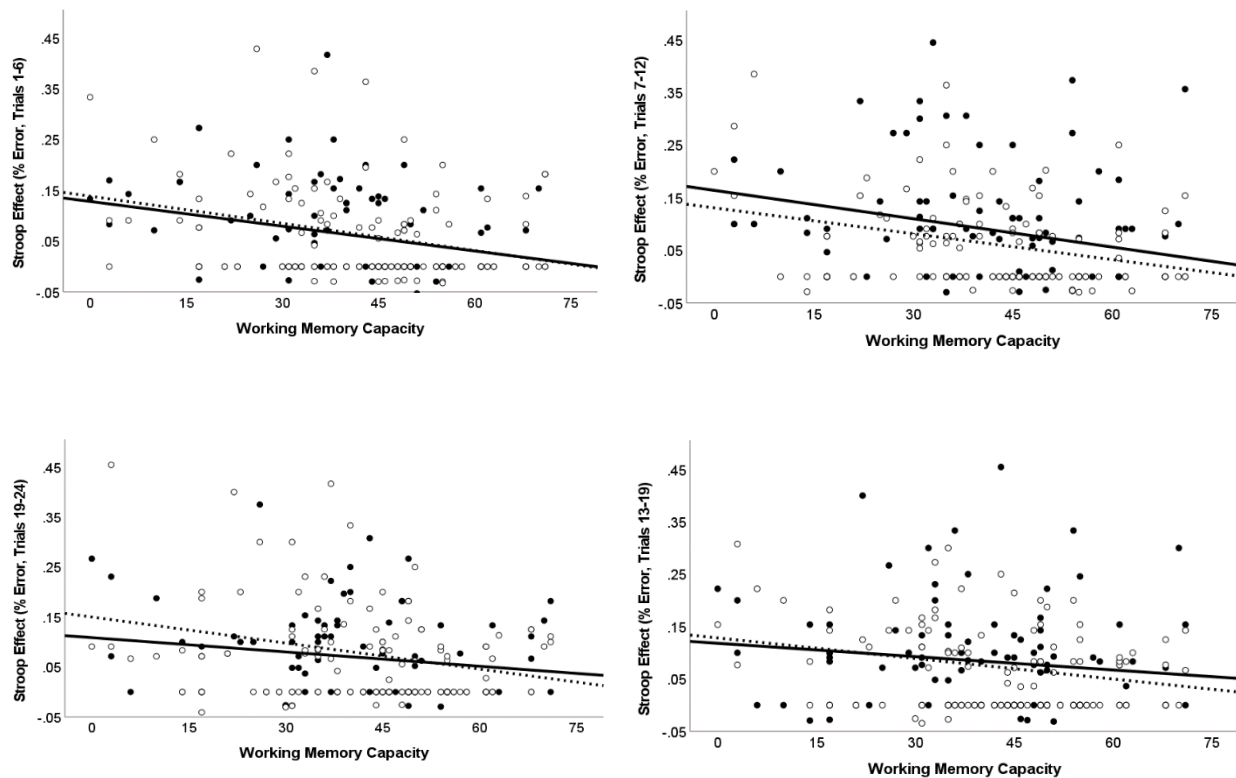 Stroop Effect (% Error, Trials 1-6)
.45
.35
.25
.15
.05
-.05
0 15 30 45 60 75
Working Memory Capacity
Stroop Effect (% Error, Trials 7-12)
.45
.35
.25
.15
.05
-.05
0 15 30 45 60 75
Working Memory Capacity
Stroop Effect (% Error, Trials 19-24)
.45
.35
.25
.15
.05
-.05
0 15 30 45 60 75
Working Memory Capacity
Stroop Effect (% Error, Trials 13-19)
.45
.35
.25
.15
.05
-.05
0 15 30 45 60 75
Working Memory Capacity